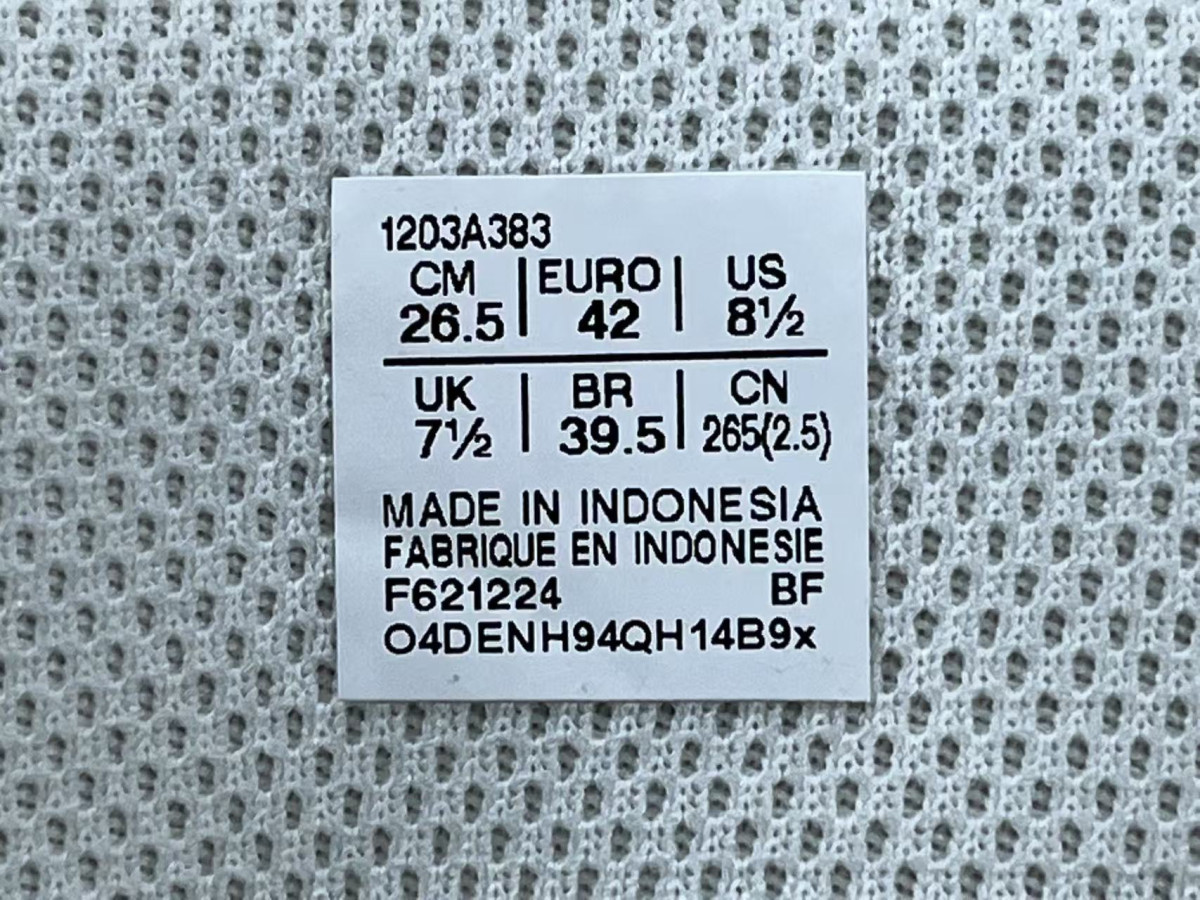 1203A383
CM | EURO | US
26.5 | 42 | 8½
UK | BR | CN
7½ | 39.5 | 265(2.5)
MADE IN INDONESIA
FABRIQUE EN INDONESIE
F621224 BF
O4DENH94QH14B9x